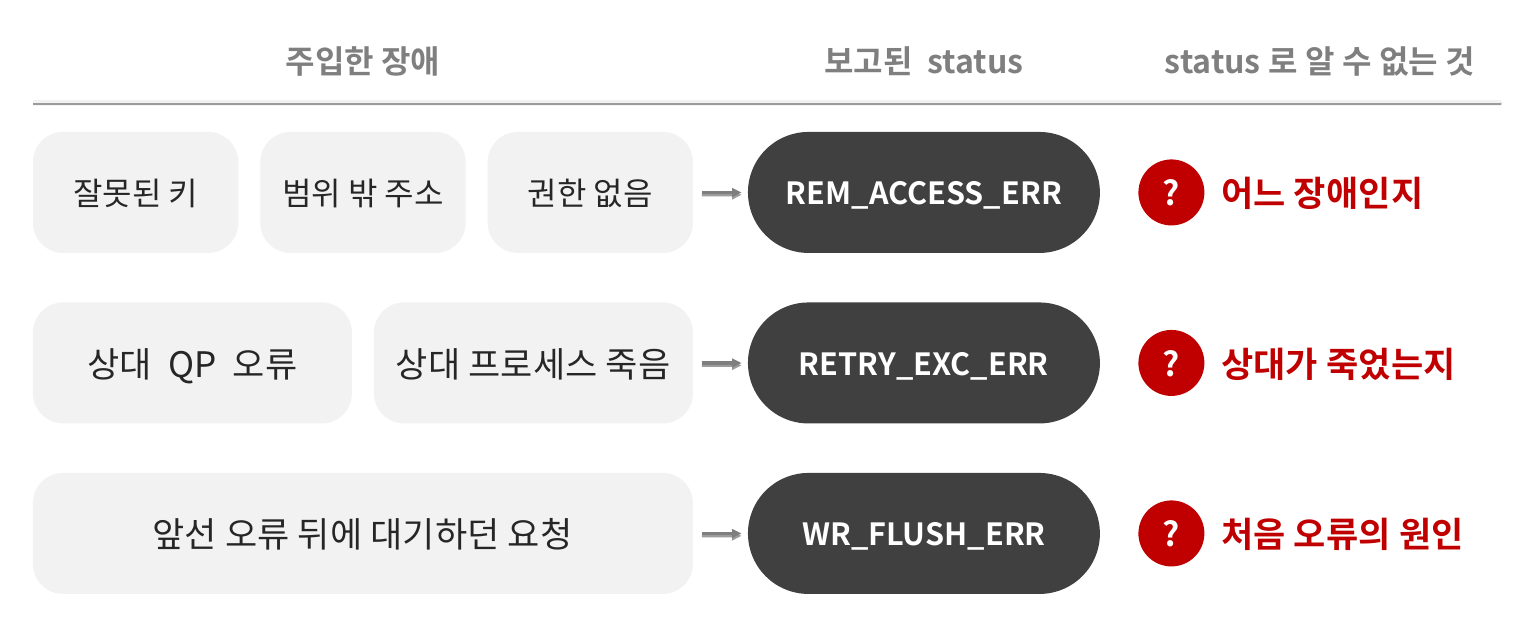 주입한 장애 보고된 status status 로 알 수 없는 것
잘못된 키 범위 밖 주소 권한 없음 REM_ACCESS_ERR ? 어느 장애인지
상대 QP 오류 상대 프로세스 죽음 RETRY_EXC_ERR ? 상대가 죽었는지
앞선 오류 뒤에 대기하던 요청 WR_FLUSH_ERR ? 처음 오류의 원인